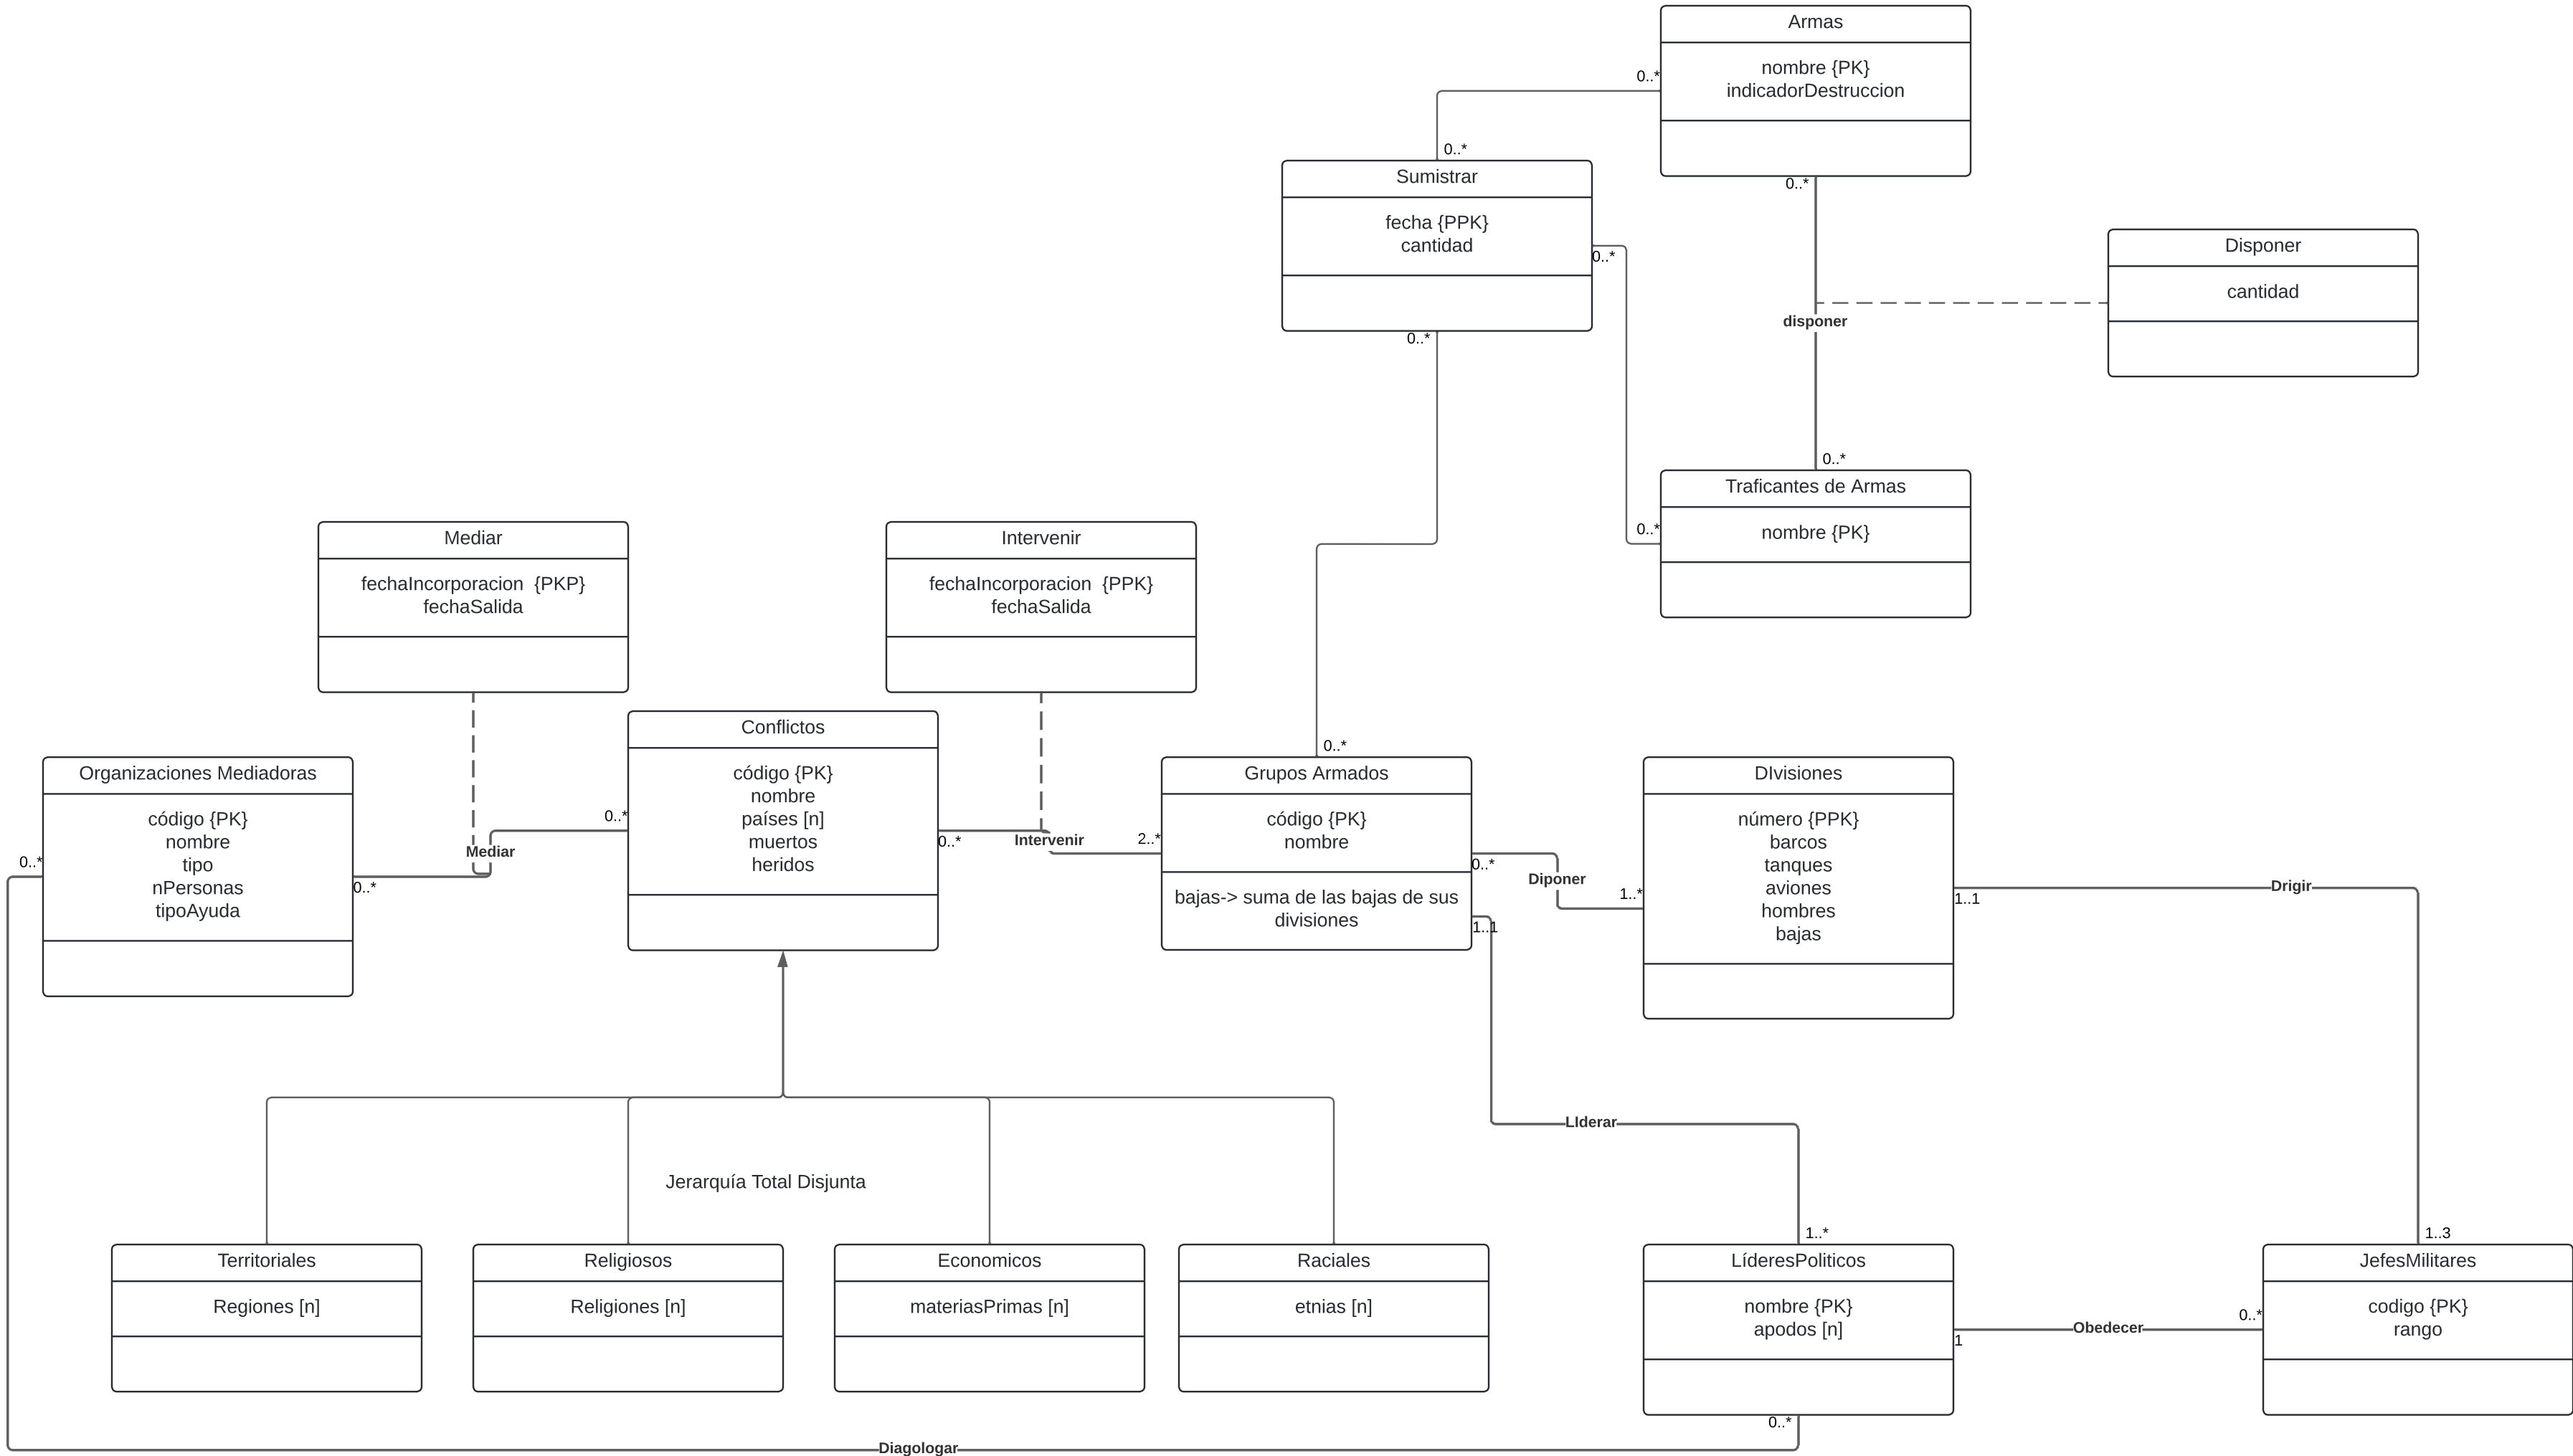 Armas
nombre {PK}
indicadorDestruccion
0..*
0..*
0..*
Sumistrar
fecha {PPK}
cantidad
0..*
0..*
Disponer
cantidad
disponer
0..*
Traficantes de Armas
nombre {PK}
0..*
Mediar
fechaIncorporacion  {PKP}
fechaSalida
Intervenir
fechaIncorporacion  {PPK}
fechaSalida
Conflictos
código {PK}
nombre
países [n]
muertos
heridos
0..*
0..*
Organizaciones Mediadoras
código {PK}
nombre
tipo
nPersonas
tipoAyuda
0..*
0..*
Mediar
Intervenir
2..*
0..*
Grupos Armados
código {PK}
nombre
bajas-> suma de las bajas de sus
divisiones
0..*
1..1
Diponer
1..*
DIvisiones
número {PPK}
barcos
tanques
aviones
hombres
bajas
1..1
Drigir
LIderar
Jerarquía Total Disjunta
1..*
1..3
Territoriales
Regiones [n]
Religiosos
Religiones [n]
Economicos
materiasPrimas [n]
Raciales
etnias [n]
LíderesPoliticos
nombre {PK}
apodos [n]
1
Obedecer
0..*
JefesMilitares
codigo {PK}
rango
0..*
Diagologar